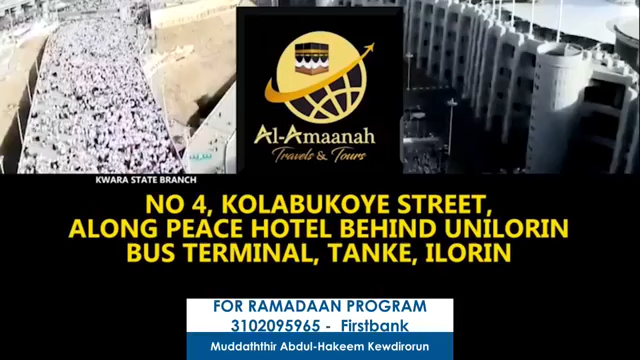 Al-Amaanah
Travels & Tours
KWARA STATE BRANCH
NO 4, KOLABUKOYE STREET,
ALONG PEACE HOTEL BEHIND UNILORIN
BUS TERMINAL, TANKE, ILORIN
FOR RAMADAAN PROGRAM
3102095965 - Firstbank
Muddaththir Abdul-Hakeem Kewdirorun